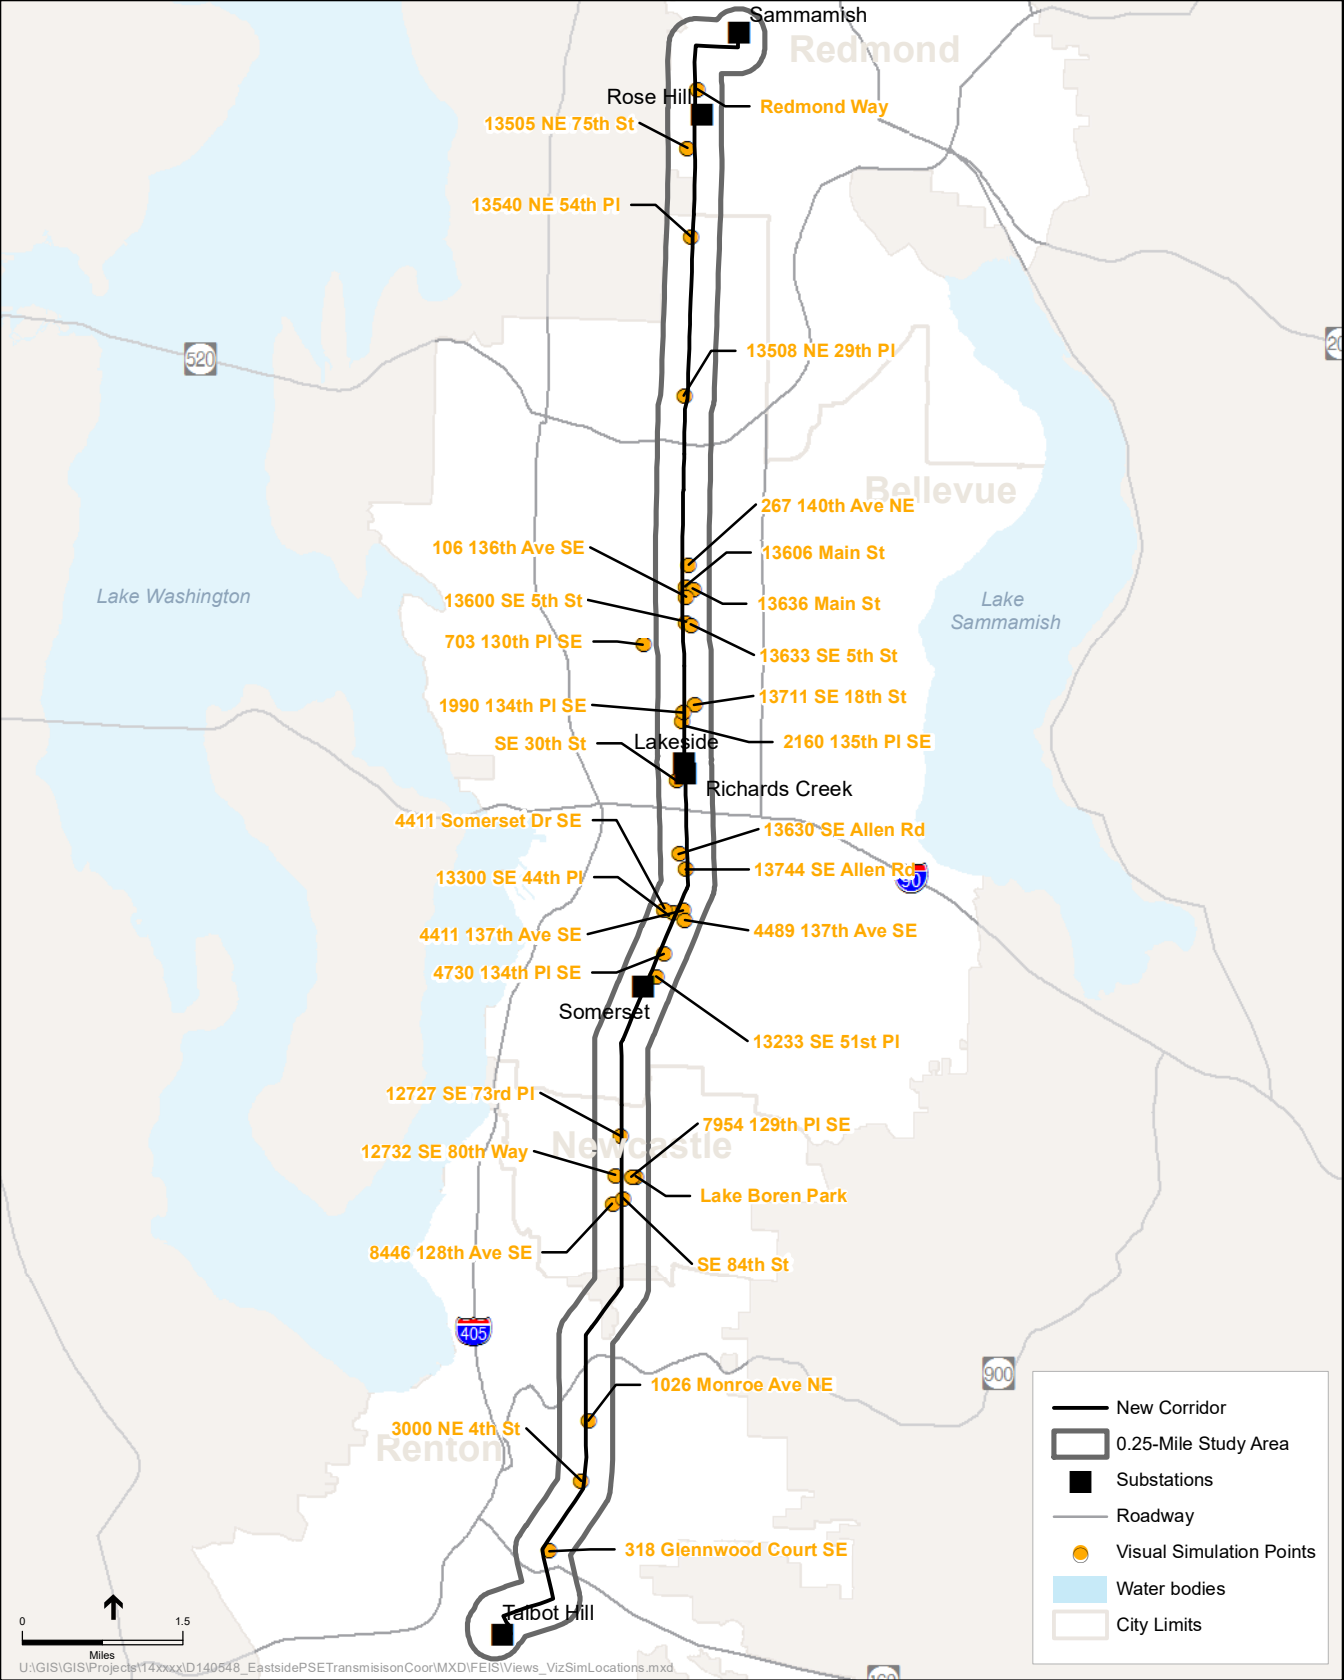 Sammamish
Redmond
Rose Hill
Redmond Way
13505 NE 75th St
13540 NE 54th Pl
520
20
13508 NE 29th Pl
Bellevue
267 140th Ave NE
106 136th Ave SE
13606 Main St
Lake Washington
13600 SE 5th St
13636 Main St
Lake
Sammamish
703 130th Pl SE
13633 SE 5th St
1990 134th Pl SE
13711 SE 18th St
SE 30th St
Lakeside
2160 135th Pl SE
Richards Creek
4411 Somerset Dr SE
13630 SE Allen Rd
13300 SE 44th Pl
13744 SE Allen Rd
90
4411 137th Ave SE
4489 137th Ave SE
4730 134th Pl SE
Somerset
13233 SE 51st Pl
12727 SE 73rd Pl
Newcastle
7954 129th Pl SE
12732 SE 80th Way
Lake Boren Park
8446 128th Ave SE
SE 84th St
405
900
1026 Monroe Ave NE
3000 NE 4th St
Renton
318 Glennwood Court SE
Talbot Hill
New Corridor
0.25-Mile Study Area
Substations
Roadway
Visual Simulation Points
Water bodies
City Limits
0 1.5
Miles
U:\GIS\GIS\Projects\14xxxx\D140548_EastsidePSETransmisisonCoor\MXD\FEIS\Views_VizSimLocations.mxd